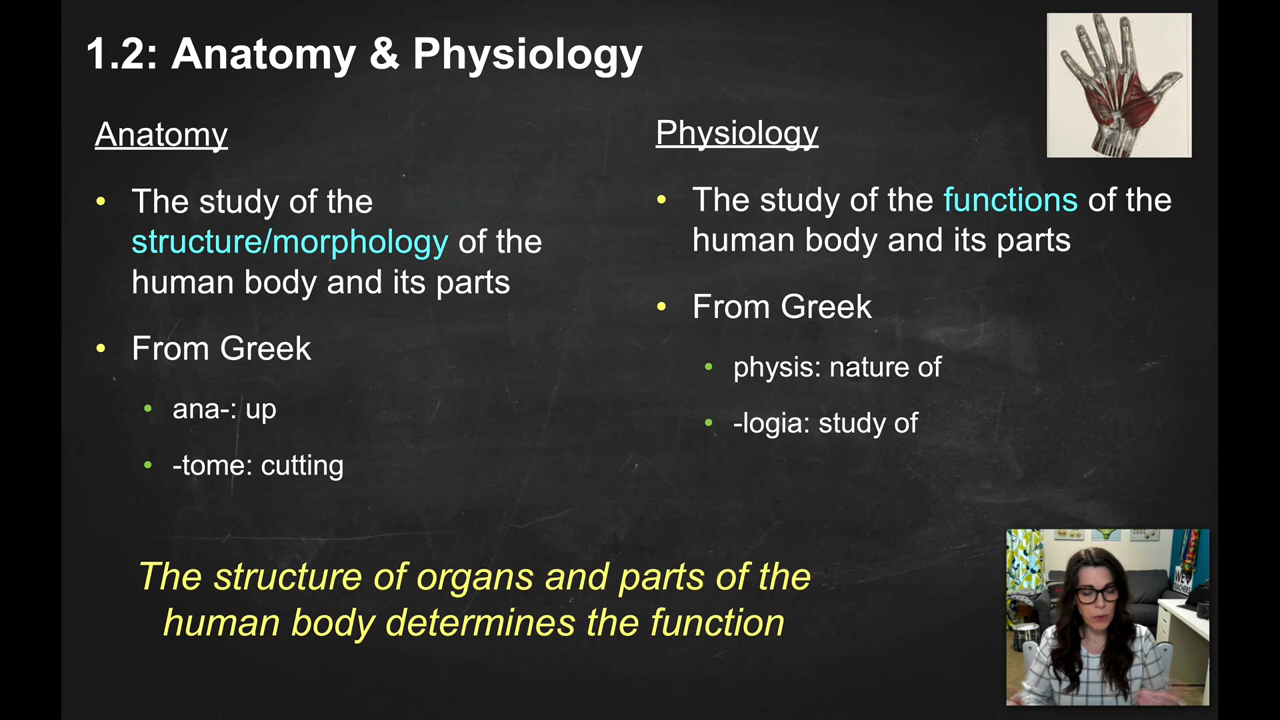 1.2: Anatomy & Physiology
Anatomy
• The study of the
structure/morphology of the
human body and its parts
• From Greek
• ana-: up
• -tome: cutting
Physiology
• The study of the functions of the
human body and its parts
• From Greek
• physis: nature of
• -logia: study of
The structure of organs and parts of the
human body determines the function